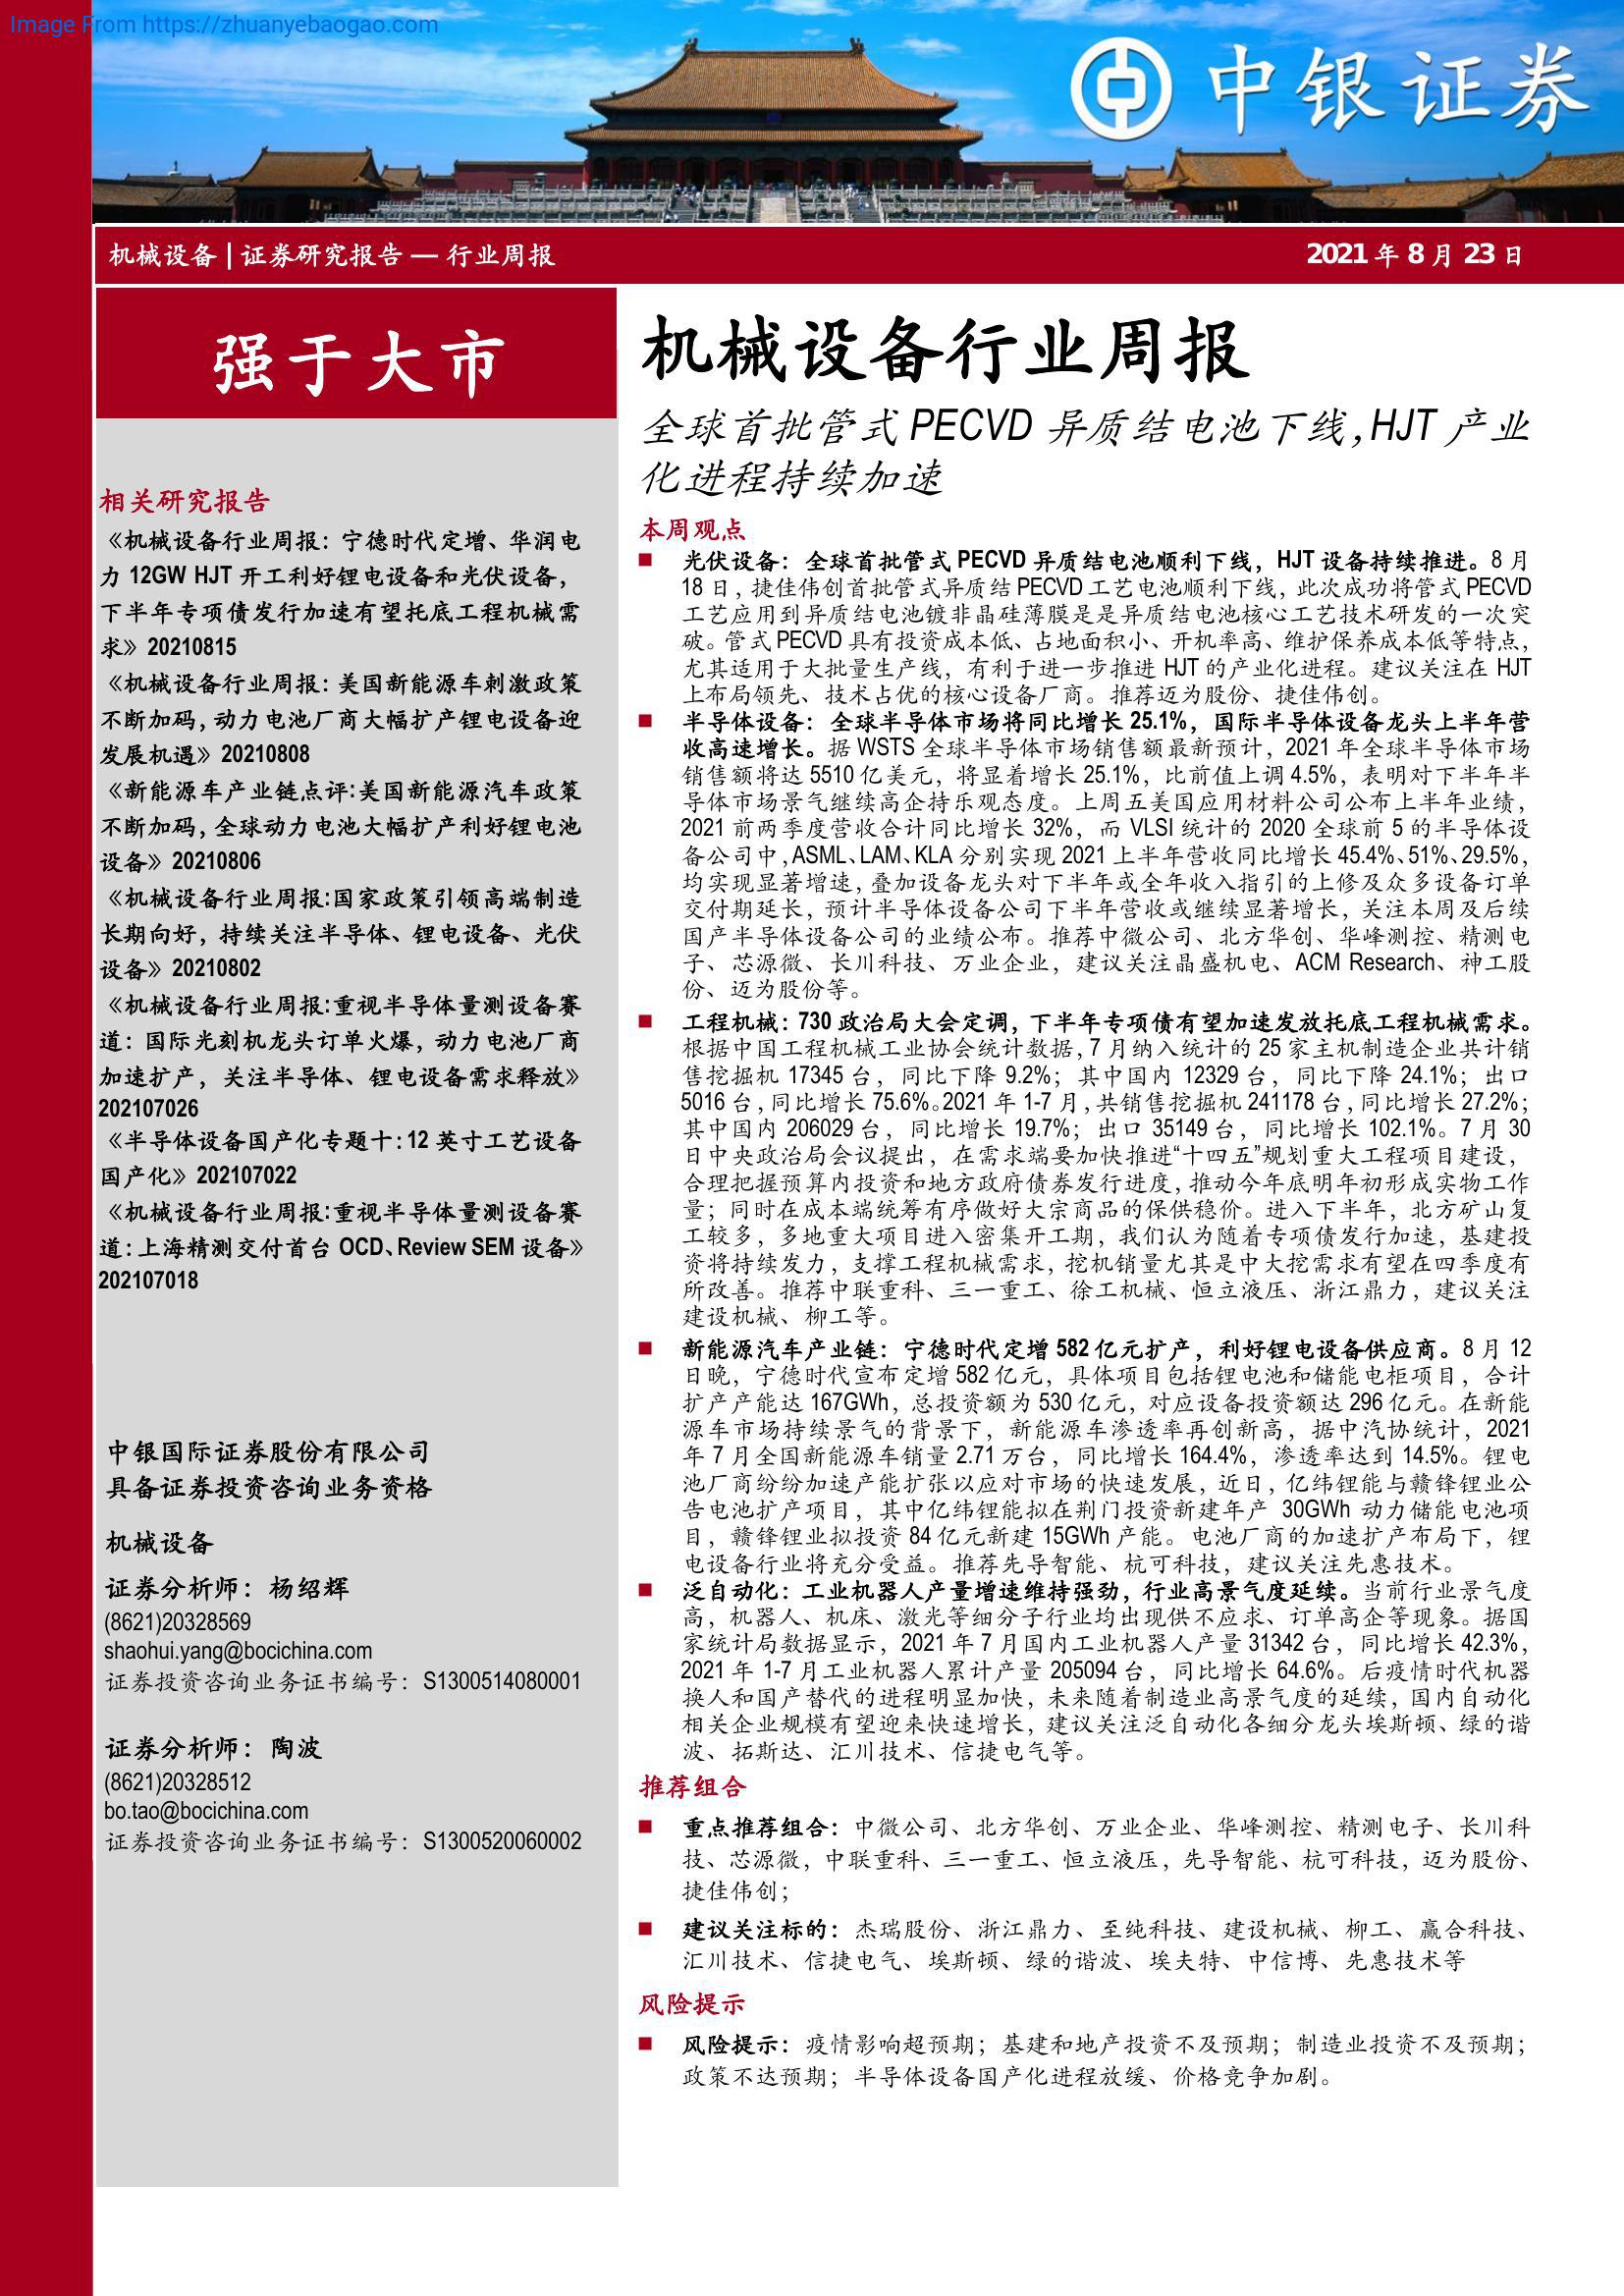 Image From https://zhuanyebaogao.com
中银证券
机械设备 | 证券研究报告 — 行业周报
2021 年 8 月 23 日
强于大市
相关研究报告
《机械设备行业周报：宁德时代定增、华润电
力 12GW HJT 开工利好锂电设备和光伏设备，
下半年专项债发行加速有望托底工程机械需
求》20210815
《机械设备行业周报：美国新能源车刺激政策
不断加码，动力电池厂商大幅扩产锂电设备迎
发展机遇》20210808
《新能源车产业链点评:美国新能源汽车政策
不断加码，全球动力电池大幅扩产利好锂电池
设备》20210806
《机械设备行业周报:国家政策引领高端制造
长期向好，持续关注半导体、锂电设备、光伏
设备》20210802
《机械设备行业周报:重视半导体量测设备赛
道：国际光刻机龙头订单火爆，动力电池厂商
加速扩产，关注半导体、锂电设备需求释放》
202107026
《半导体设备国产化专题十：12 英寸工艺设备
国产化》202107022
《机械设备行业周报:重视半导体量测设备赛
道：上海精测交付首台 OCD、Review SEM 设备》
202107018
中银国际证券股份有限公司
具备证券投资咨询业务资格
机械设备
证券分析师：杨绍辉
(8621)20328569
shaohui.yang@bocichina.com
证券投资咨询业务证书编号：S1300514080001
证券分析师：陶波
(8621)20328512
bo.tao@bocichina.com
证券投资咨询业务证书编号：S1300520060002
机械设备行业周报
全球首批管式 PECVD 异质结电池下线，HJT 产业
化进程持续加速
本周观点
■ 光伏设备：全球首批管式 PECVD 异质结电池顺利下线，HJT 设备持续推进。8 月
18 日，捷佳伟创首批管式异质结 PECVD 工艺电池顺利下线，此次成功将管式 PECVD
工艺应用到异质结电池镀非晶硅薄膜是是异质结电池核心工艺技术研发的一次突
破。管式 PECVD 具有投资成本低、占地面积小、开机率高、维护保养成本低等特点，
尤其适用于大批量生产线，有利于进一步推进 HJT 的产业化进程。建议关注在 HJT
上布局领先、技术占优的核心设备厂商。推荐迈为股份、捷佳伟创。
■ 半导体设备：全球半导体市场将同比增长 25.1%，国际半导体设备龙头上半年营
收高速增长。据 WSTS 全球半导体市场销售额最新预计，2021 年全球半导体市场
销售额将达 5510 亿美元，将显着增长 25.1%，比前值上调 4.5%，表明对下半年半
导体市场景气继续高企持乐观态度。上周五美国应用材料公司公布上半年业绩，
2021 前两季度营收合计同比增长 32%，而 VLSI 统计的 2020 全球前 5 的半导体设
备公司中，ASML、LAM、KLA 分别实现 2021 上半年营收同比增长 45.4%、51%、29.5%，
均实现显著增速，叠加设备龙头对下半年或全年收入指引的上修及众多设备订单
交付期延长，预计半导体设备公司下半年营收或继续显著增长，关注本周及后续
国产半导体设备公司的业绩公布。推荐中微公司、北方华创、华峰测控、精测电
子、芯源微、长川科技、万业企业，建议关注晶盛机电、ACM Research、神工股
份、迈为股份等。
■ 工程机械：730 政治局大会定调，下半年专项债有望加速发放托底工程机械需求。
根据中国工程机械工业协会统计数据，7 月纳入统计的 25 家主机制造企业共计销
售挖掘机 17345 台，同比下降 9.2%；其中国内 12329 台，同比下降 24.1%；出口
5016 台，同比增长 75.6%。2021 年 1-7 月，共销售挖掘机 241178 台，同比增长 27.2%；
其中国内 206029 台，同比增长 19.7%；出口 35149 台，同比增长 102.1%。7 月 30
日中央政治局会议提出，在需求端要加快推进“十四五”规划重大工程项目建设，
合理把握预算内投资和地方政府债券发行进度，推动今年底明年初形成实物工作
量；同时在成本端统筹有序做好大宗商品的保供稳价。进入下半年，北方矿山复
工较多，多地重大项目进入密集开工期，我们认为随着专项债发行加速，基建投
资将持续发力，支撑工程机械需求，挖机销量尤其是中大挖需求有望在四季度有
所改善。推荐中联重科、三一重工、徐工机械、恒立液压、浙江鼎力，建议关注
建设机械、柳工等。
■ 新能源汽车产业链：宁德时代定增 582 亿元扩产，利好锂电设备供应商。8 月 12
日晚，宁德时代宣布定增 582 亿元，具体项目包括锂电池和储能电柜项目，合计
扩产产能达 167GWh，总投资额为 530 亿元，对应设备投资额达 296 亿元。在新能
源车市场持续景气的背景下，新能源车渗透率再创新高，据中汽协统计，2021
年 7 月全国新能源车销量 2.71 万台，同比增长 164.4%，渗透率达到 14.5%。锂电
池厂商纷纷加速产能扩张以应对市场的快速发展，近日，亿纬锂能与赣锋锂业公
告电池扩产项目，其中亿纬锂能拟在荆门投资新建年产 30GWh 动力储能电池项
目，赣锋锂业拟投资 84 亿元新建 15GWh 产能。电池厂商的加速扩产布局下，锂
电设备行业将充分受益。推荐先导智能、杭可科技，建议关注先惠技术。
■ 泛自动化：工业机器人产量增速维持强劲，行业高景气度延续。当前行业景气度
高，机器人、机床、激光等细分子行业均出现供不应求、订单高企等现象。据国
家统计局数据显示，2021 年 7 月国内工业机器人产量 31342 台，同比增长 42.3%，
2021 年 1-7 月工业机器人累计产量 205094 台，同比增长 64.6%。后疫情时代机器
换人和国产替代的进程明显加快，未来随着制造业高景气度的延续，国内自动化
相关企业规模有望迎来快速增长，建议关注泛自动化各细分龙头埃斯顿、绿的谐
波、拓斯达、汇川技术、信捷电气等。
推荐组合
■ 重点推荐组合：中微公司、北方华创、万业企业、华峰测控、精测电子、长川科
技、芯源微，中联重科、三一重工、恒立液压，先导智能、杭可科技，迈为股份、
捷佳伟创；
■ 建议关注标的：杰瑞股份、浙江鼎力、至纯科技、建设机械、柳工、赢合科技、
汇川技术、信捷电气、埃斯顿、绿的谐波、埃夫特、中信博、先惠技术等
风险提示
■ 风险提示：疫情影响超预期；基建和地产投资不及预期；制造业投资不及预期；
政策不达预期；半导体设备国产化进程放缓、价格竞争加剧。